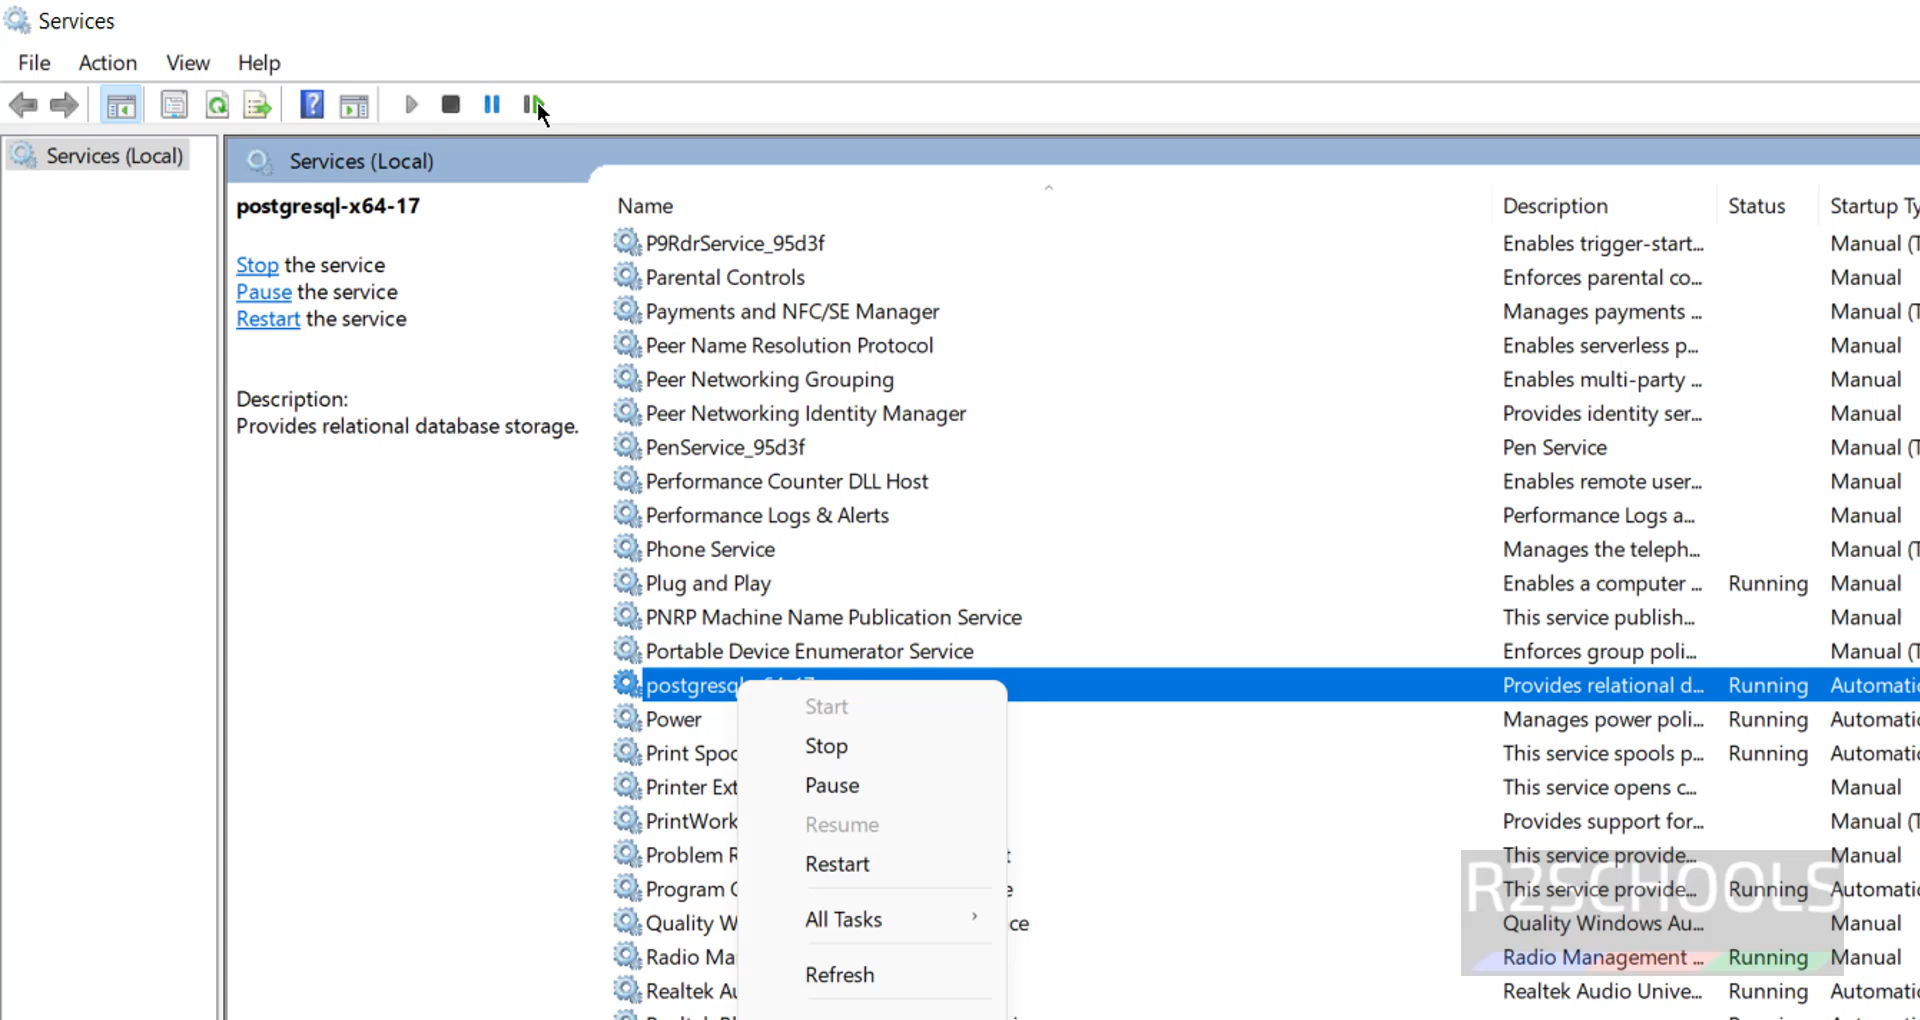 Services
File Action View Help
Services (Local)
Services (Local)
postgresql-x64-17
Stop the service
Pause the service
Restart the service
Description:
Provides relational database storage.
Name Description Status Startup Ty
P9RdrService_95d3f Enables trigger-start... Manual (T
Parental Controls Enforces parental co... Manual
Payments and NFC/SE Manager Manages payments ... Manual (T
Peer Name Resolution Protocol Enables serverless p... Manual
Peer Networking Grouping Enables multi-party ... Manual
Peer Networking Identity Manager Provides identity ser... Manual
PenService_95d3f Pen Service Manual (T
Performance Counter DLL Host Enables remote user... Manual
Performance Logs & Alerts Performance Logs a... Manual
Phone Service Manages the teleph... Manual (T
Plug and Play Enables a computer ... Running Manual
PNRP Machine Name Publication Service This service publish... Manual
Portable Device Enumerator Service Enforces group poli... Manual (T
postgresql-x64-17 Provides relational d... Running Automatic
Power Manages power poli... Running Automatic
Print Spoo This service spools p... Running Automatic
Printer Ext This service opens c... Manual
PrintWork Provides support for... Manual (T
Problem R t This service provide... Manual
Program C e This service provide... Running Automatic
Quality W ce Quality Windows Au... Manual
Radio Ma Radio Management ... Running Manual
Realtek Au Realtek Audio Unive... Running Automatic
Start
Stop
Pause
Resume
Restart
All Tasks
Refresh
R2SCHOOLS